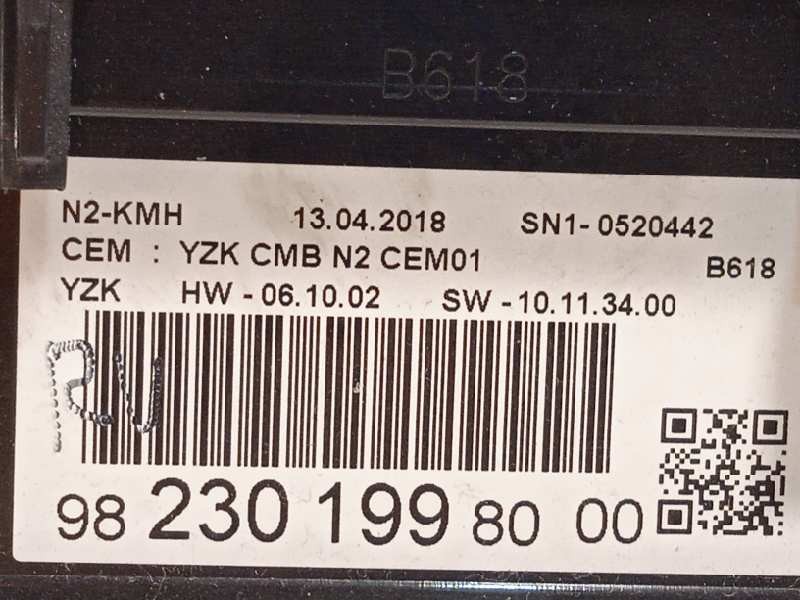 B618
N2-KMH 13.04.2018 SN1- 0520442
CEM : YZK CMB N2 CEM01
B618
YZK HW - 06.10.02 SW - 10.11.34.00
RN
98 230 199 80 00